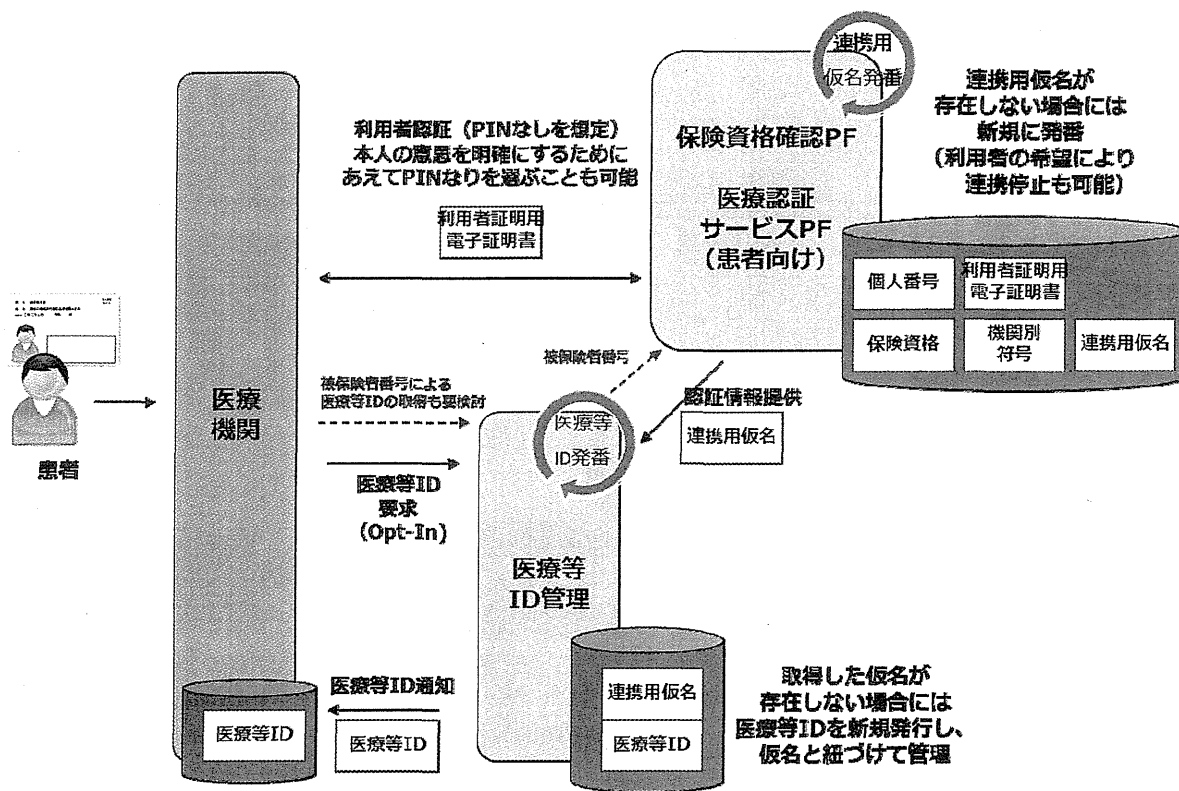 連携用
仮名発番
連携用仮名が
存在しない場合には
新規に発番
（利用者の希望により
連携停止も可能）
利用者認証（PINなしを想定）
本人の意思を明確にするために
あえてPINなりを選ぶことも可能
利用者証明用
電子証明書
保険資格確認PF
医療認証
サービスPF
（患者向け）
個人番号
利用者証明用
電子証明書
保険資格
機関別
符号
連携用仮名
患者
医療
機関
被保険者番号による
医療等IDの取得も要検討
被保険者番号
認証情報提供
連携用仮名
医療等
ID発番
医療等ID
要求
（Opt-In）
医療等
ID管理
医療等ID通知
医療等ID
医療等ID
連携用仮名
医療等ID
取得した仮名が
存在しない場合には
医療等IDを新規発行し、
仮名と紐づけて管理